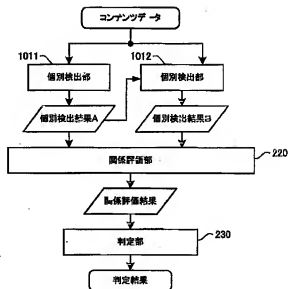 コンテンツデータ
1011
1012
個別検出部
個別検出部
個別検出結果A
個別検出結果B
関係評価部
220
関係評価結果
判定部
230
判定結果